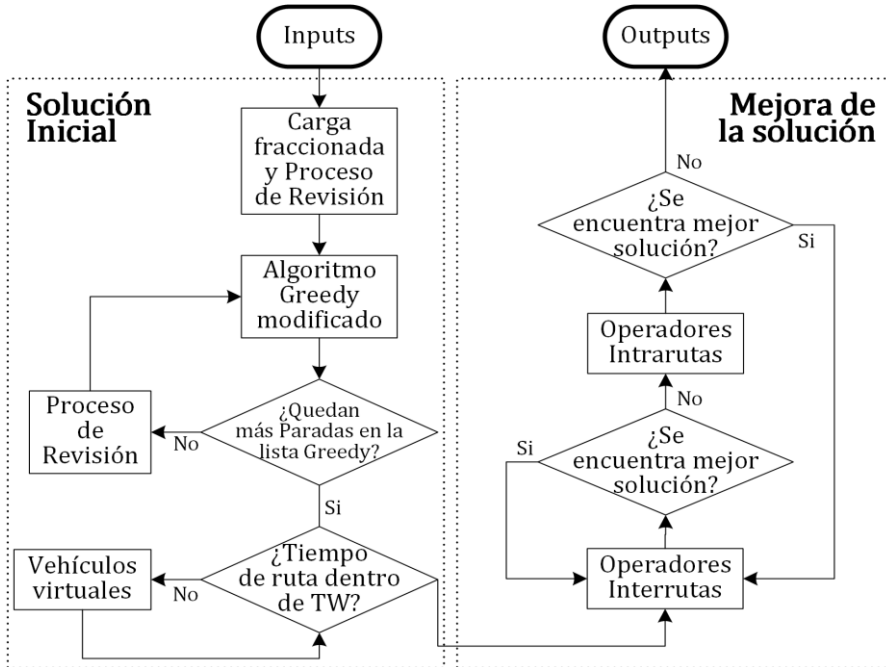 Inputs
Solución
Inicial
Carga
fraccionada
y Proceso
de Revisión
Algoritmo
Greedy
modificado
¿Quedan
más Paradas en la
lista Greedy?
No
Proceso
de
Revisión
Si
¿Tiempo
de ruta dentro
de TW?
No
Vehículos
virtuales
Outputs
Mejora de
la solución
No
¿Se
encuentra mejor
solución?
Si
Operadores
Intrarutas
No
¿Se
encuentra mejor
solución?
Si
Operadores
Interrutas